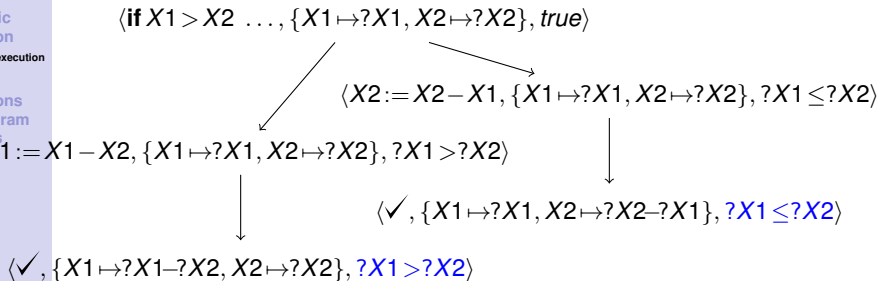 ⟨if X1 > X2 ..., {X1 ↦ ?X1, X2 ↦ ?X2}, true⟩
execution
⟨X2 := X2 − X1, {X1 ↦ ?X1, X2 ↦ ?X2}, ?X1 ≤ ?X2⟩
1 := X1 − X2, {X1 ↦ ?X1, X2 ↦ ?X2}, ?X1 > ?X2⟩
⟨✓, {X1 ↦ ?X1, X2 ↦ ?X2–?X1}, ?X1 ≤ ?X2⟩
⟨✓, {X1 ↦ ?X1–?X2, X2 ↦ ?X2}, ?X1 > ?X2⟩